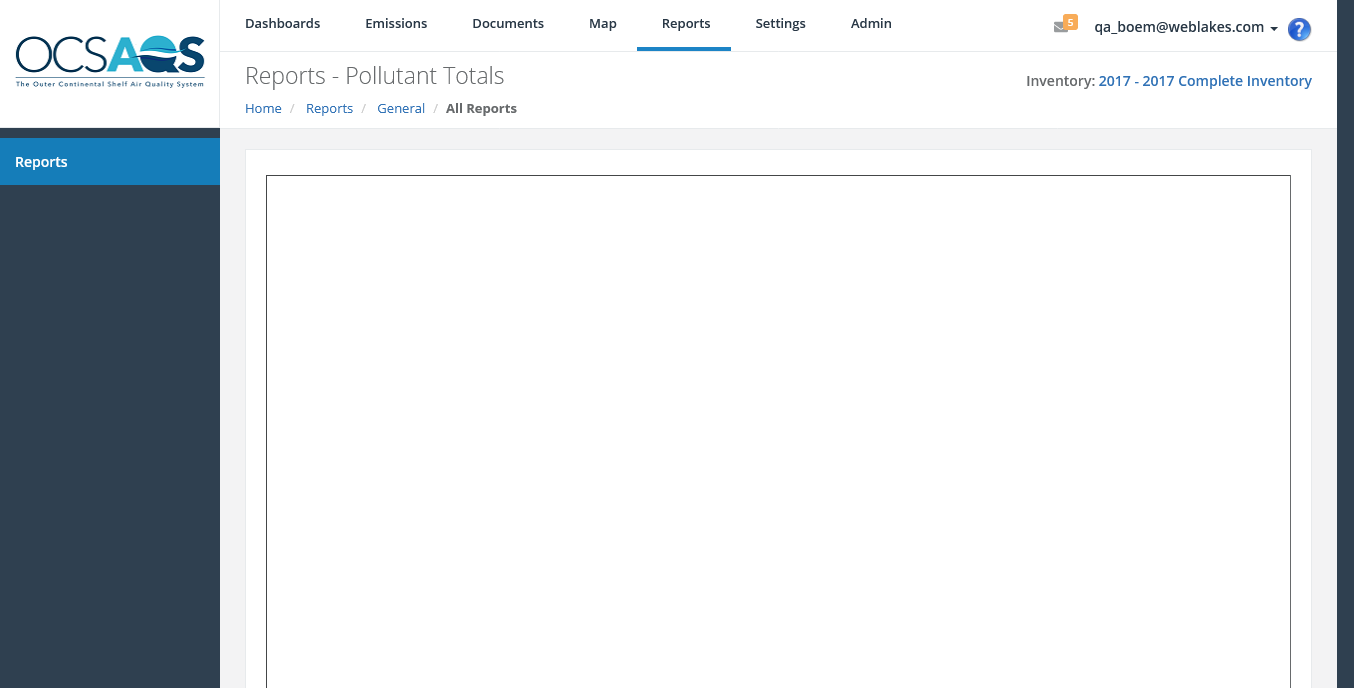 Dashboards Emissions Documents Map Reports Settings Admin
5
qa_boem@weblakes.com
?
OCSAQS
The Outer Continental Shelf Air Quality System
Reports - Pollutant Totals
Inventory: 2017 - 2017 Complete Inventory
Home / Reports / General / All Reports
Reports